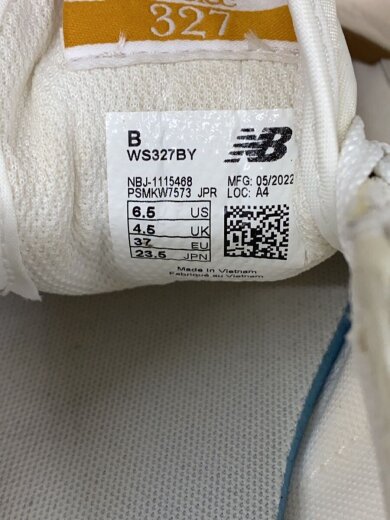 327
B
WS327BY
NB
NBJ-1115468 MFG: 05/2022
PSMKW7573 JPR LOC: A4
6.5 US
4.5 UK
37 EU
23.5 JPN
Made in Vietnam
Fabriqué au Vietnam